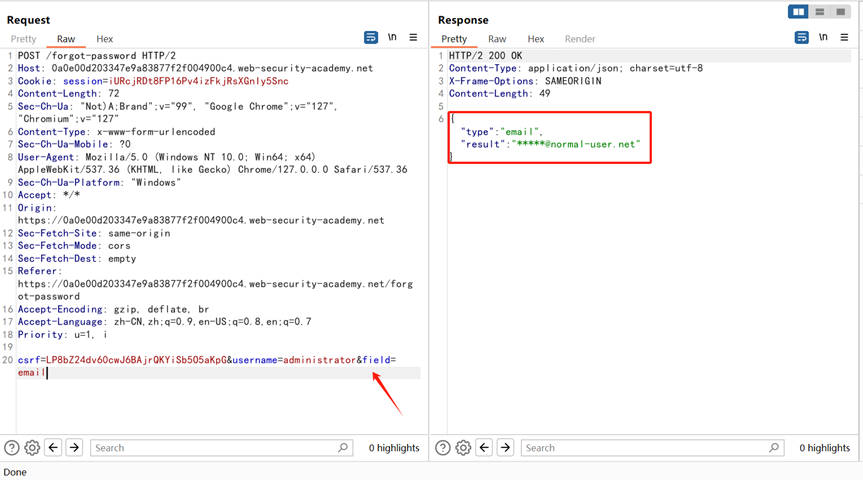 Request
Pretty Raw Hex
\n
1 POST /forgot-password HTTP/2
2 Host: 0a0e00d203347e9a83877f2f004900c4.web-security-academy.net
3 Cookie: session=iURcjRDt8FP16Pv4izFkjRsXGnIy5Snc
4 Content-Length: 72
5 Sec-Ch-Ua: "Not)A;Brand";v="99", "Google Chrome";v="127",
"Chromium";v="127"
6 Content-Type: x-www-form-urlencoded
7 Sec-Ch-Ua-Mobile: ?0
8 User-Agent: Mozilla/5.0 (Windows NT 10.0; Win64; x64)
AppleWebKit/537.36 (KHTML, like Gecko) Chrome/127.0.0.0 Safari/537.36
9 Sec-Ch-Ua-Platform: "Windows"
10 Accept: */*
11 Origin:
https://0a0e00d203347e9a83877f2f004900c4.web-security-academy.net
12 Sec-Fetch-Site: same-origin
13 Sec-Fetch-Mode: cors
14 Sec-Fetch-Dest: empty
15 Referer:
https://0a0e00d203347e9a83877f2f004900c4.web-security-academy.net/forg
ot-password
16 Accept-Encoding: gzip, deflate, br
17 Accept-Language: zh-CN,zh;q=0.9,en-US;q=0.8,en;q=0.7
18 Priority: u=1, i
19
20 csrf=LP8bZ24dv60cwJ6BAjrQKYiSb505aKpG&username=administrator&field=
email
Search
0 highlights
Done
Response
Pretty Raw Hex Render
\n
1 HTTP/2 200 OK
2 Content-Type: application/json; charset=utf-8
3 X-Frame-Options: SAMEORIGIN
4 Content-Length: 49
5
6 {
"type":"email",
"result":"*****@normal-user.net"
}
Search
0 highlights